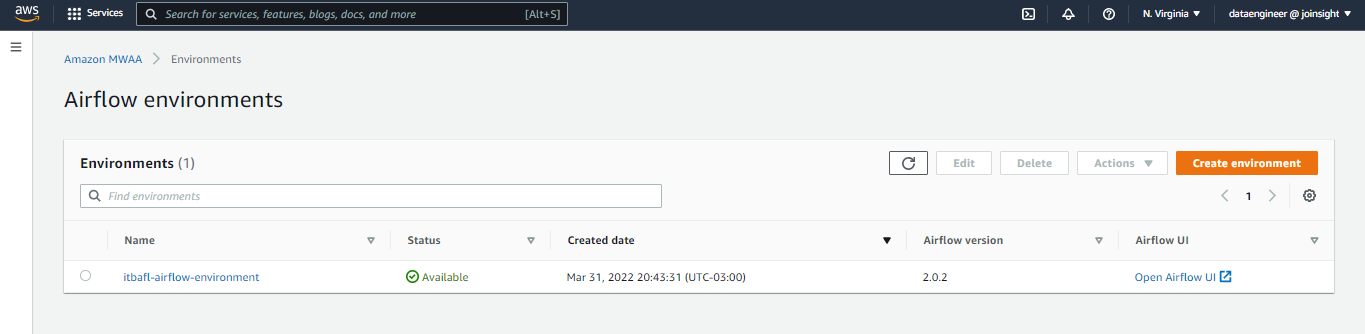 aws Services Search for services, features, blogs, docs, and more [Alt+S] N. Virginia dataengineer @ joinsight
Amazon MWAA Environments
Airflow environments
Environments (1) Edit Delete Actions Create environment
Find environments 1
Name Status Created date Airflow version Airflow UI
itbafl-airflow-environment Available Mar 31, 2022 20:43:31 (UTC-03:00) 2.0.2 Open Airflow UI